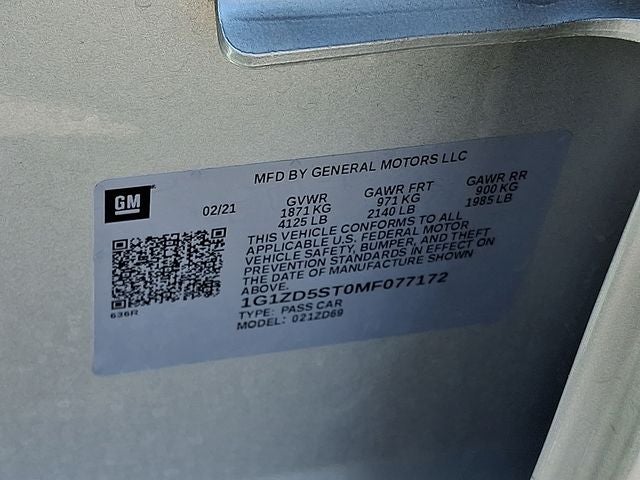 MFD BY GENERAL MOTORS LLC
GM
02/21
GVWR GAWR FRT GAWR RR
1871 KG 971 KG 900 KG
4125 LB 2140 LB 1985 LB
THIS VEHICLE CONFORMS TO ALL
APPLICABLE U.S. FEDERAL MOTOR
VEHICLE SAFETY, BUMPER, AND THEFT
PREVENTION STANDARDS IN EFFECT ON
THE DATE OF MANUFACTURE SHOWN
ABOVE.
1G1ZD5ST0MF077172
TYPE: PASS CAR
MODEL: 021ZD69
636R